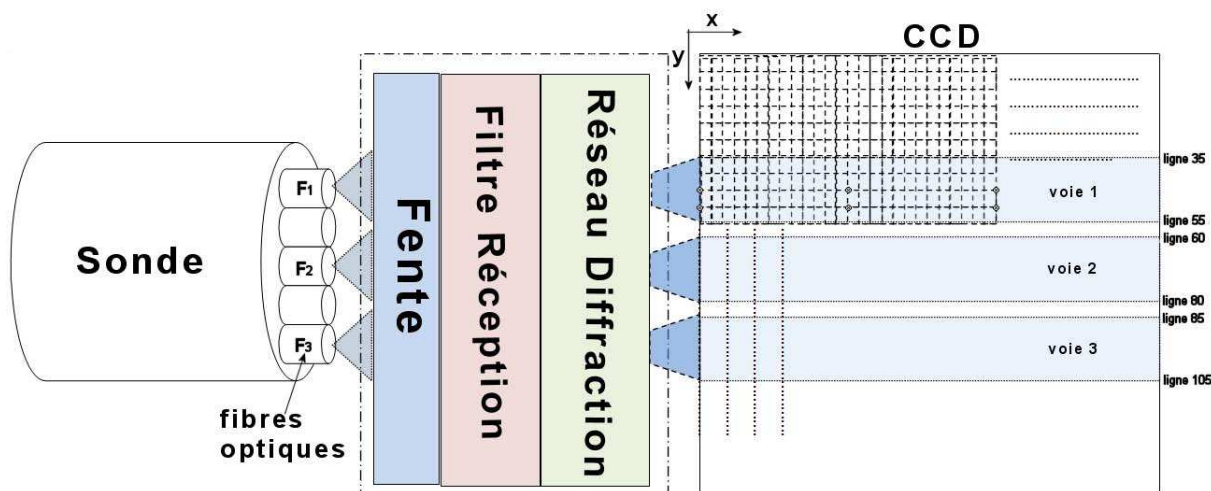 x
y
CCD
Sonde
F1
F2
F3
fibres
optiques
Fente
Filtre Réception
Réseau Diffraction
ligne 35
voie 1
ligne 55
ligne 60
voie 2
ligne 80
ligne 85
voie 3
ligne 105